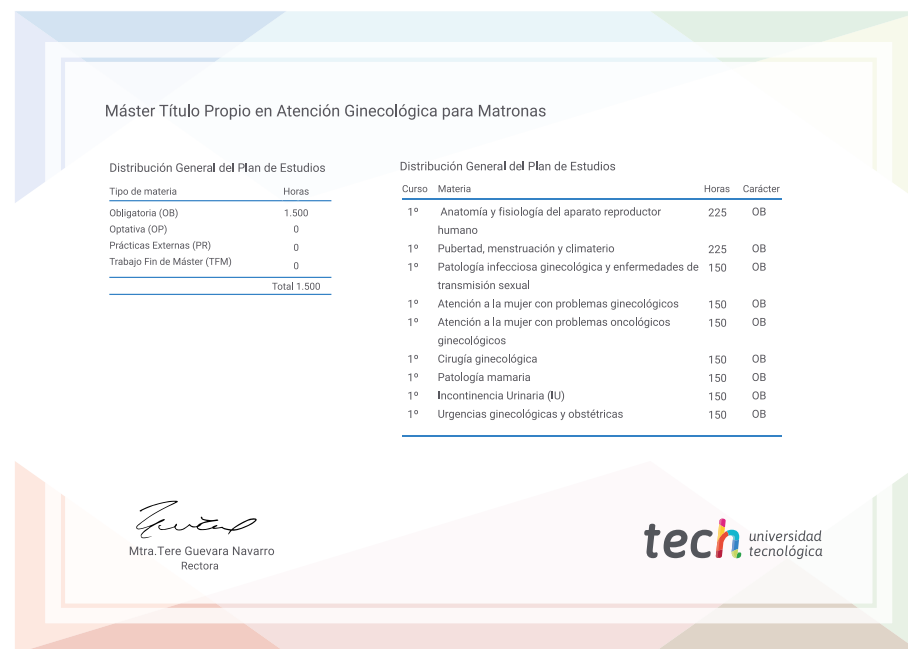 Máster Título Propio en Atención Ginecológica para Matronas
Distribución General del Plan de Estudios
Tipo de materia Horas
Obligatoria (OB) 1.500
Optativa (OP) 0
Prácticas Externas (PR) 0
Trabajo Fin de Máster (TFM) 0
Total 1.500
Distribución General del Plan de Estudios
Curso Materia Horas Carácter
1º Anatomía y fisiología del aparato reproductor 225 OB
humano
1º Pubertad, menstruación y climaterio 225 OB
1º Patología infecciosa ginecológica y enfermedades de 150 OB
transmisión sexual
1º Atención a la mujer con problemas ginecológicos 150 OB
1º Atención a la mujer con problemas oncológicos 150 OB
ginecológicos
1º Cirugía ginecológica 150 OB
1º Patología mamaria 150 OB
1º Incontinencia Urinaria (IU) 150 OB
1º Urgencias ginecológicas y obstétricas 150 OB
Mtra.Tere Guevara Navarro
Rectora
tech universidad
tecnológica